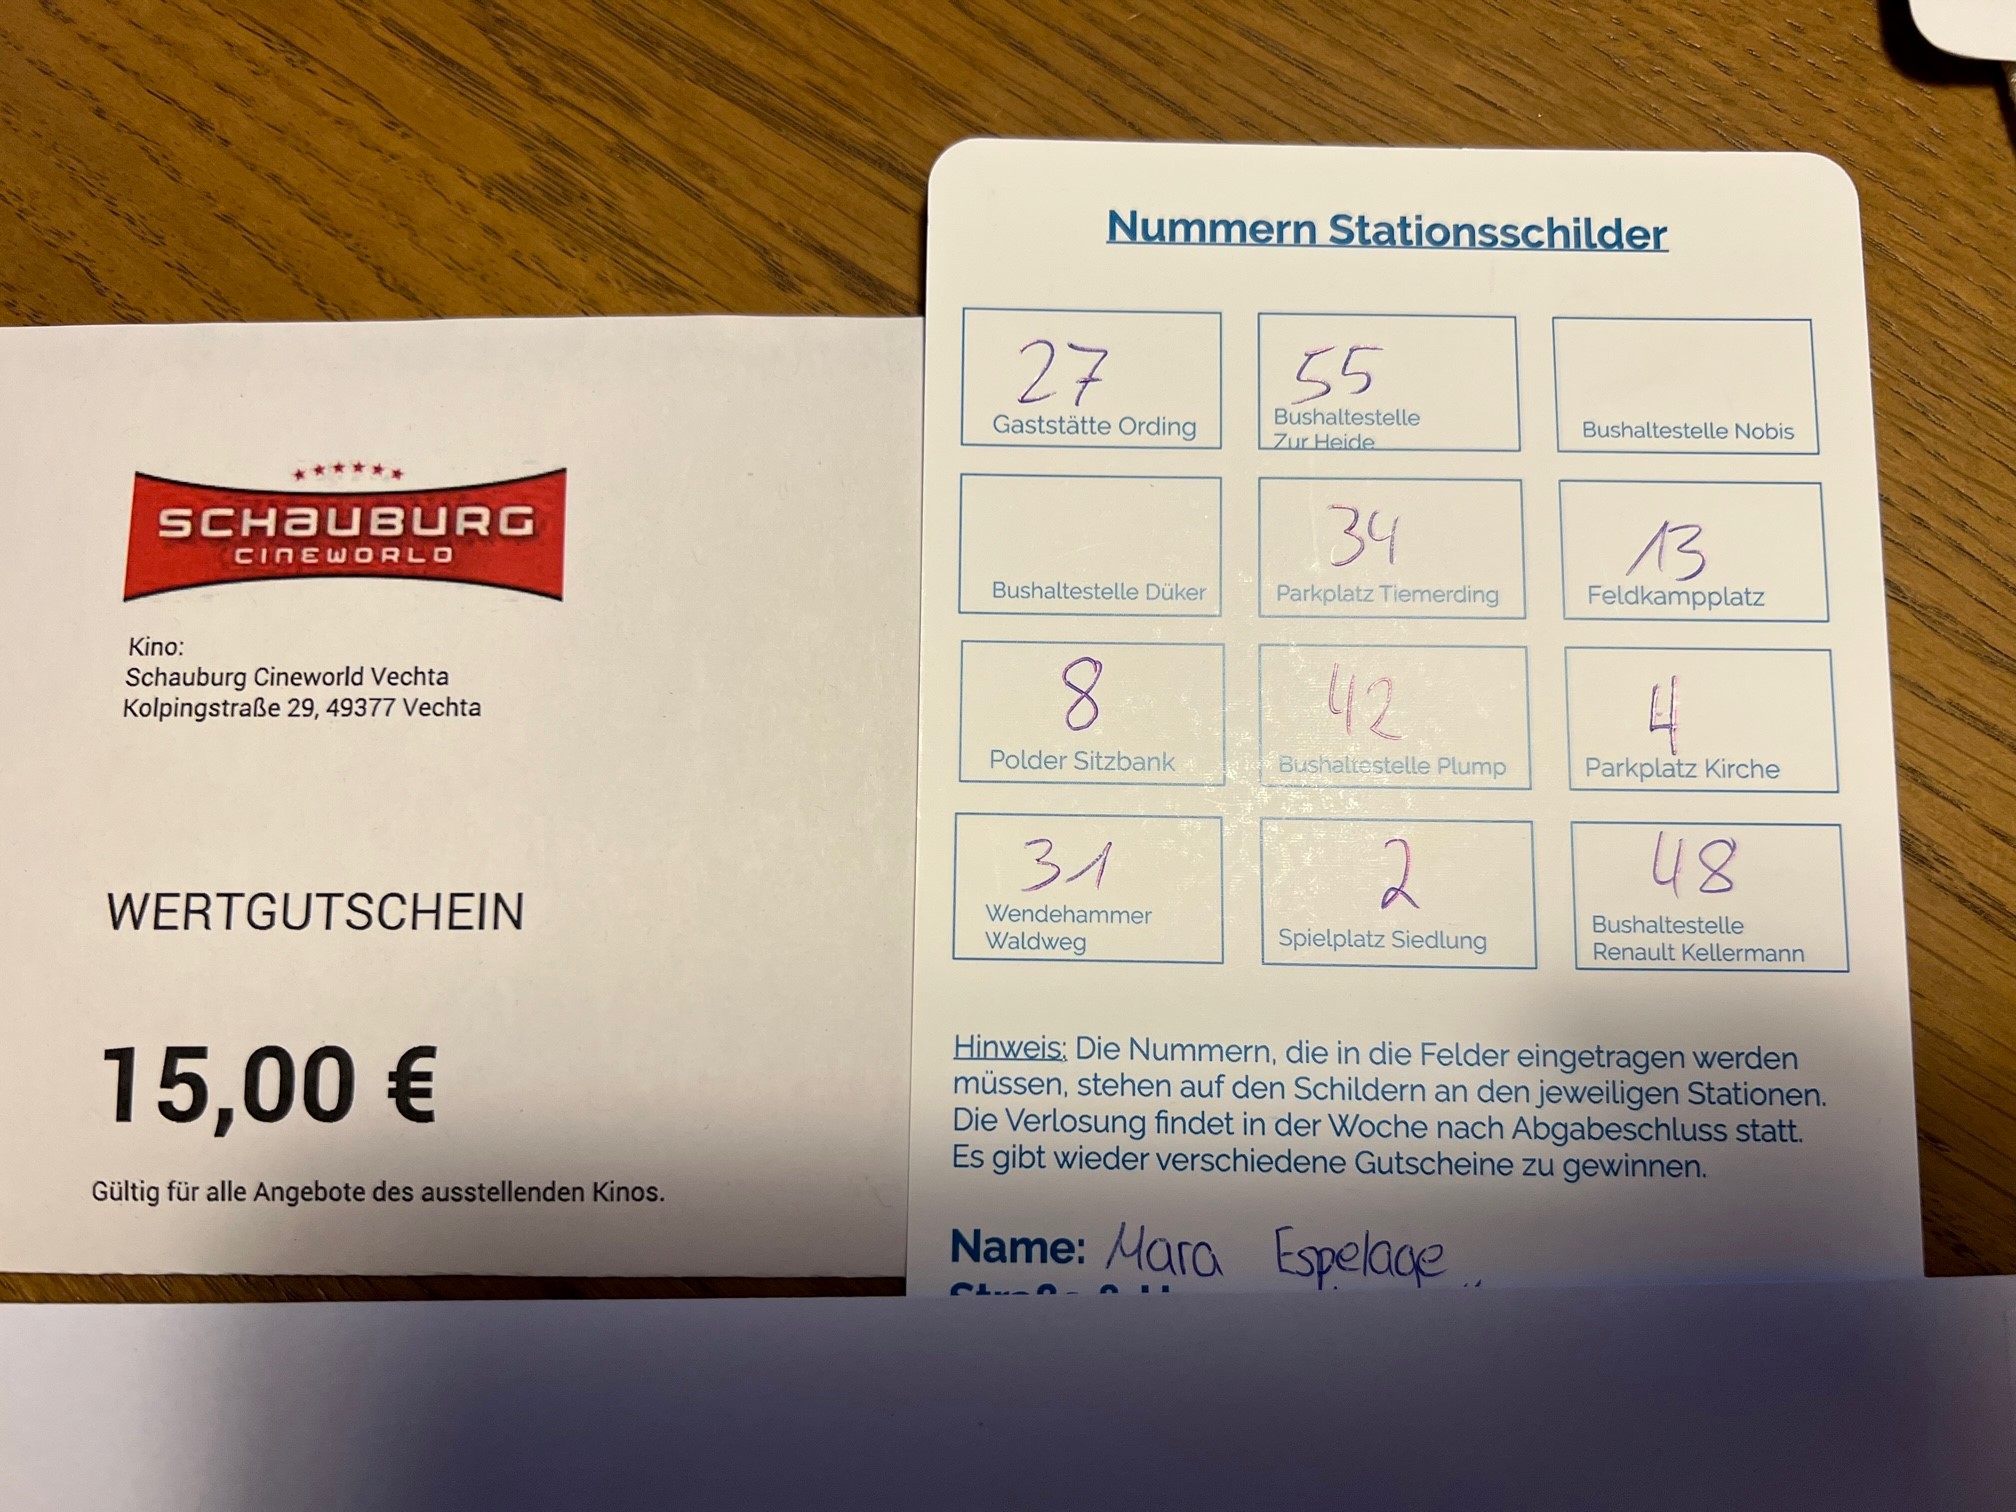 SCHAUBURG
CINEWORLD
Kino:
Schauburg Cineworld Vechta
Kolpingstraße 29, 49377 Vechta
WERTGUTSCHEIN
15,00 €
Gültig für alle Angebote des ausstellenden Kinos.
Nummern Stationsschilder
27
Gaststätte Ording
55
Bushaltestelle
Zur Heide
Bushaltestelle Nobis
Bushaltestelle Düker
34
Parkplatz Tiemerding
13
Feldkampplatz
8
Polder Sitzbank
42
Bushaltestelle Plump
4
Parkplatz Kirche
31
Wendehammer
Waldweg
2
Spielplatz Siedlung
48
Bushaltestelle
Renault Kellermann
Hinweis: Die Nummern, die in die Felder eingetragen werden
müssen, stehen auf den Schildern an den jeweiligen Stationen.
Die Verlosung findet in der Woche nach Abgabeschluss statt.
Es gibt wieder verschiedene Gutscheine zu gewinnen.
Name: Mara Espelage